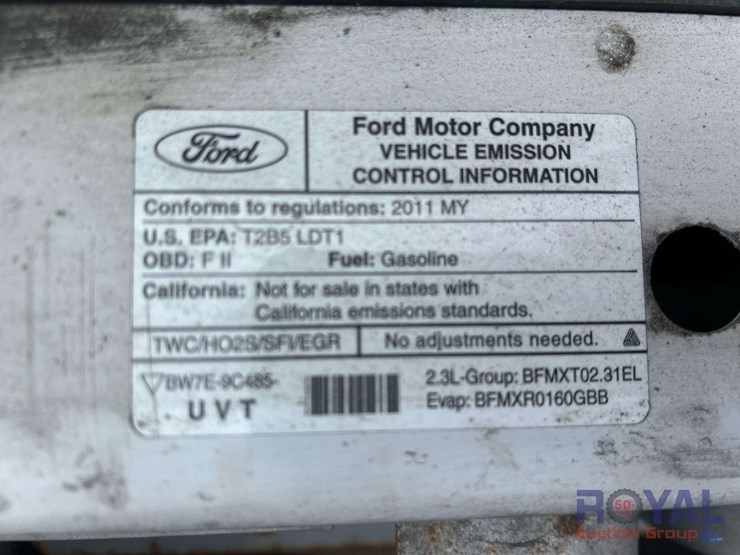 Ford
Ford Motor Company
VEHICLE EMISSION
CONTROL INFORMATION
Conforms to regulations: 2011 MY
U.S. EPA: T2B5 LDT1
OBD: F II Fuel: Gasoline
California: Not for sale in states with
California emissions standards.
TWC/HO2S/SFI/EGR
No adjustments needed.
BW7E-9C485-
UVT
2.3L-Group: BFMXT02.31EL
Evap: BFMXR0160GBB
ROYAL
Auction Group